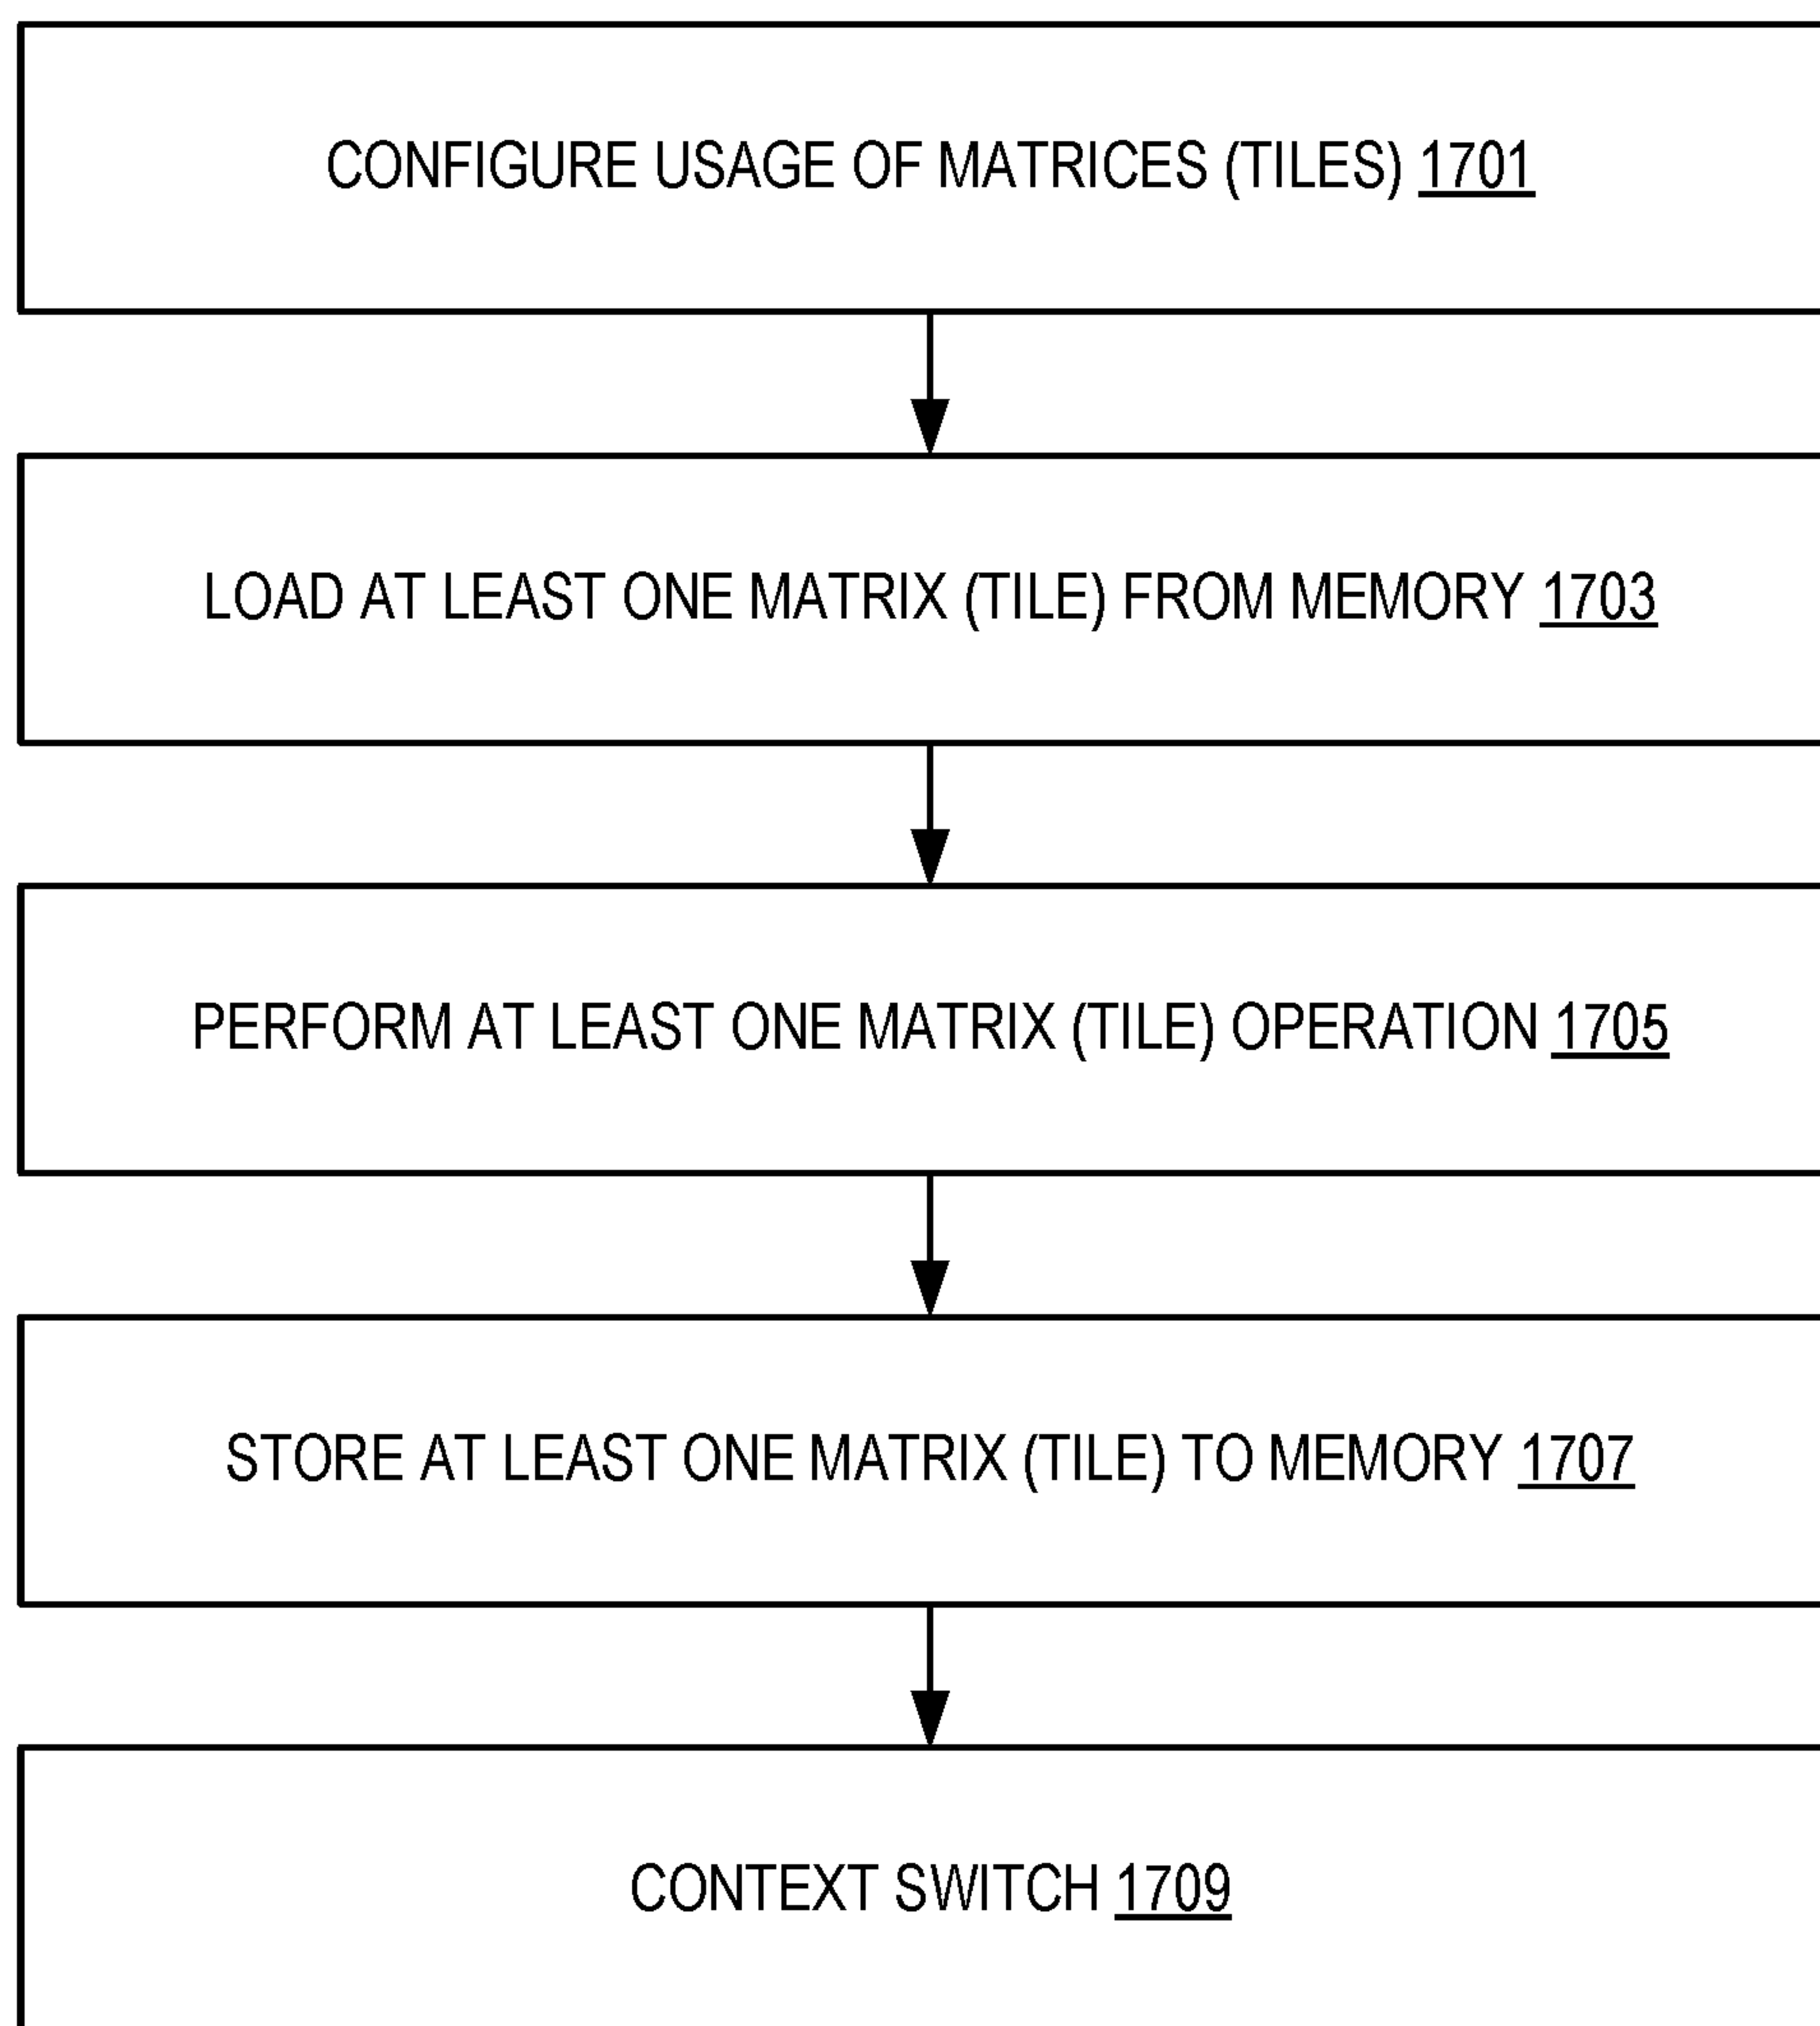 CONFIGURE USAGE OF MATRICES (TILES) 1701
LOAD AT LEAST ONE MATRIX (TILE) FROM MEMORY 1703
PERFORM AT LEAST ONE MATRIX (TILE) OPERATION 1705
STORE AT LEAST ONE MATRIX (TILE) TO MEMORY 1707
CONTEXT SWITCH 1709